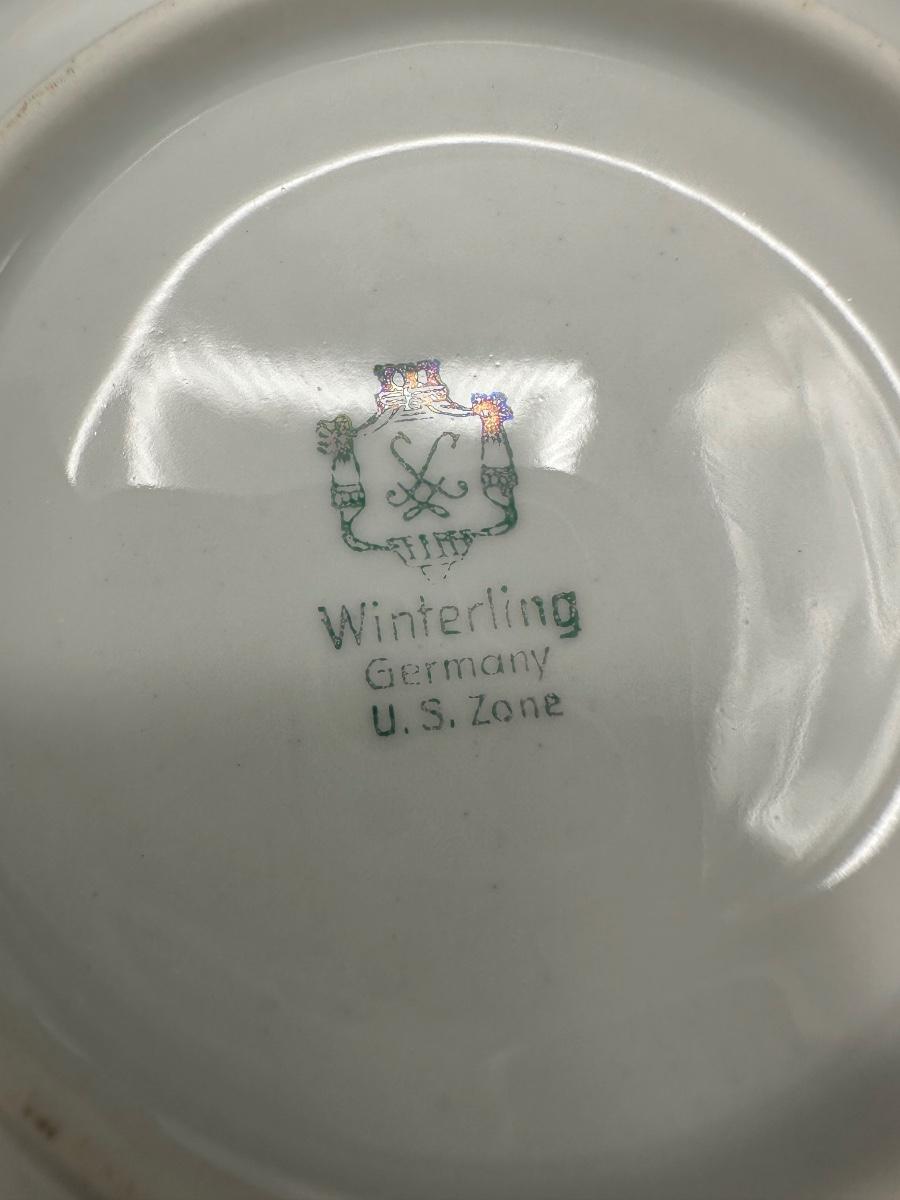 Winterling
Germany
U. S. Zone